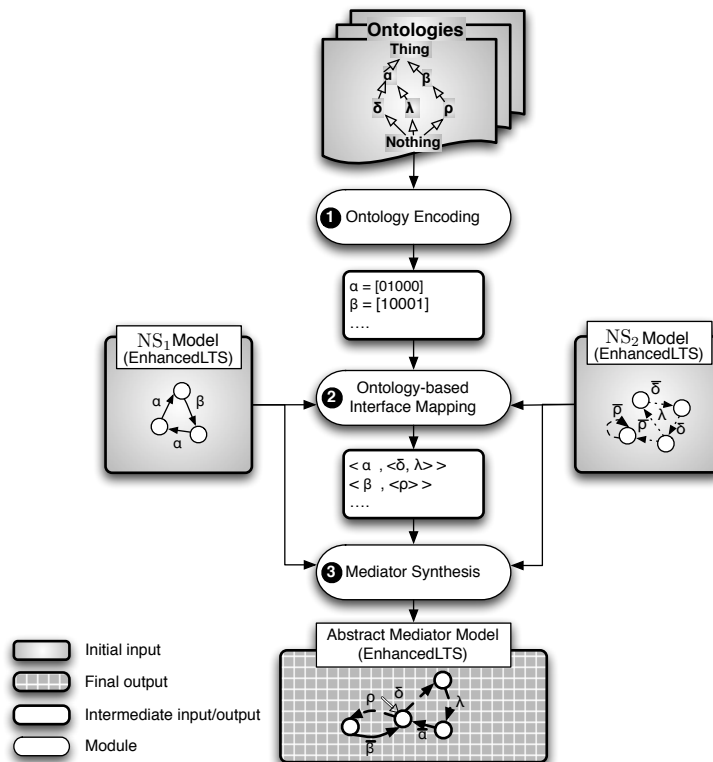 Ontologies
Thing
α β
δ λ ρ
Nothing
1 Ontology Encoding
α = [01000]
β = [10001]
....
NS₁ Model
(EnhancedLTS)
α β
α
2 Ontology-based
Interface Mapping
NS₂ Model
(EnhancedLTS)
δ̅
ρ̅ ρ̅ λ δ̅
< α , <δ, λ> >
< β , <ρ> >
....
3 Mediator Synthesis
Abstract Mediator Model
(EnhancedLTS)
ρ δ λ
β̅ α̅
Initial input
Final output
Intermediate input/output
Module